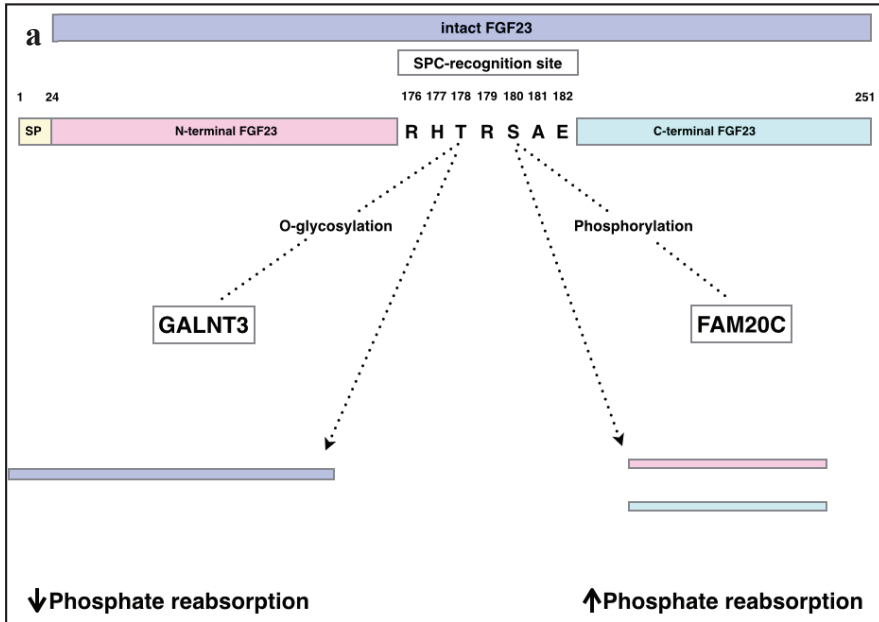 a
intact FGF23
SPC-recognition site
1 24 176 177 178 179 180 181 182 251
SP N-terminal FGF23 R H T R S A E C-terminal FGF23
O-glycosylation Phosphorylation
GALNT3 FAM20C
↓Phosphate reabsorption ↑Phosphate reabsorption